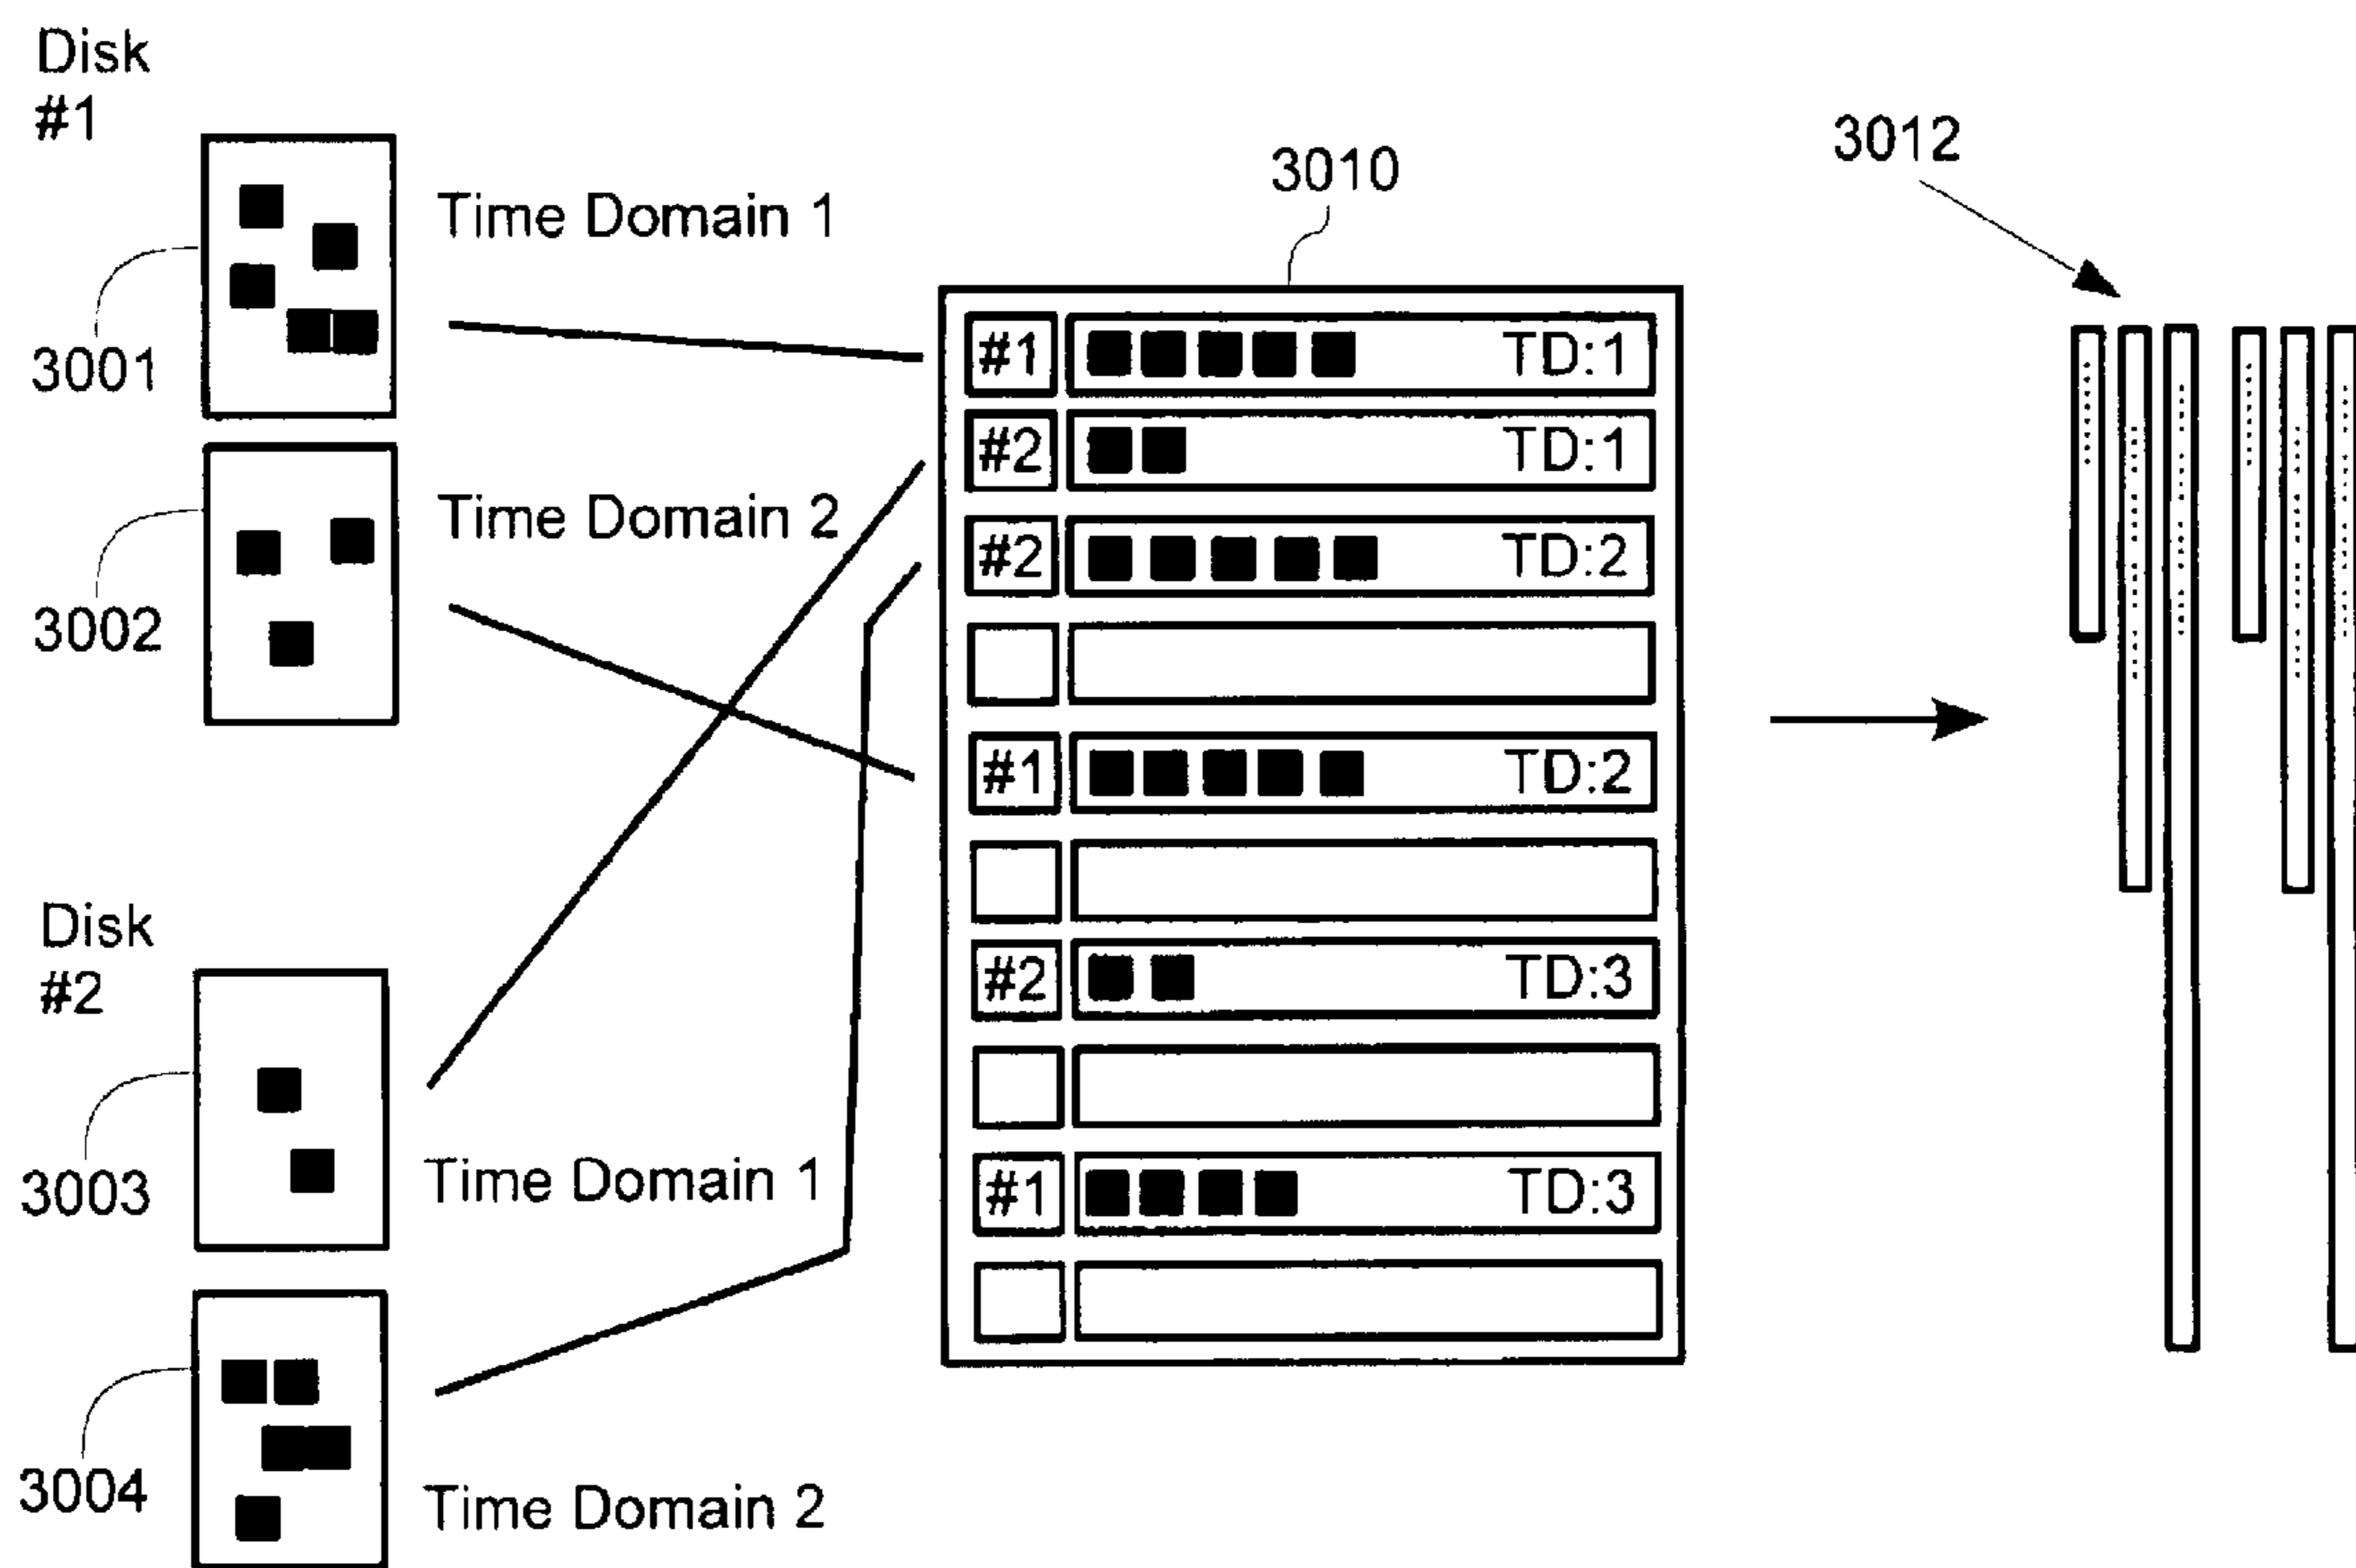 Disk
#1
3001
Time Domain 1
3002
Time Domain 2
Disk
#2
3003
Time Domain 1
3004
Time Domain 2
3010
#1 TD:1
#2 TD:1
#2 TD:2
#1 TD:2
#2 TD:3
#1 TD:3
3012